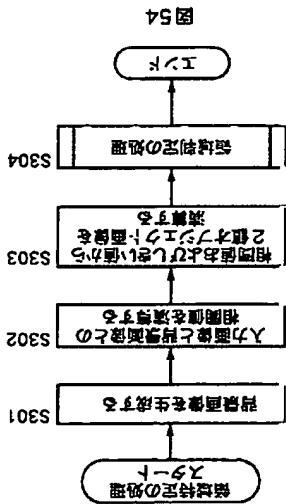 領域特定の処理
スタート
S301
背景画像を生成する
S302
入力画像と背景画像との
相関値を演算する
S303
相関値およびしきい値から
2値オブジェクト画像を
演算する
S304
領域判定の処理
エンド
図54